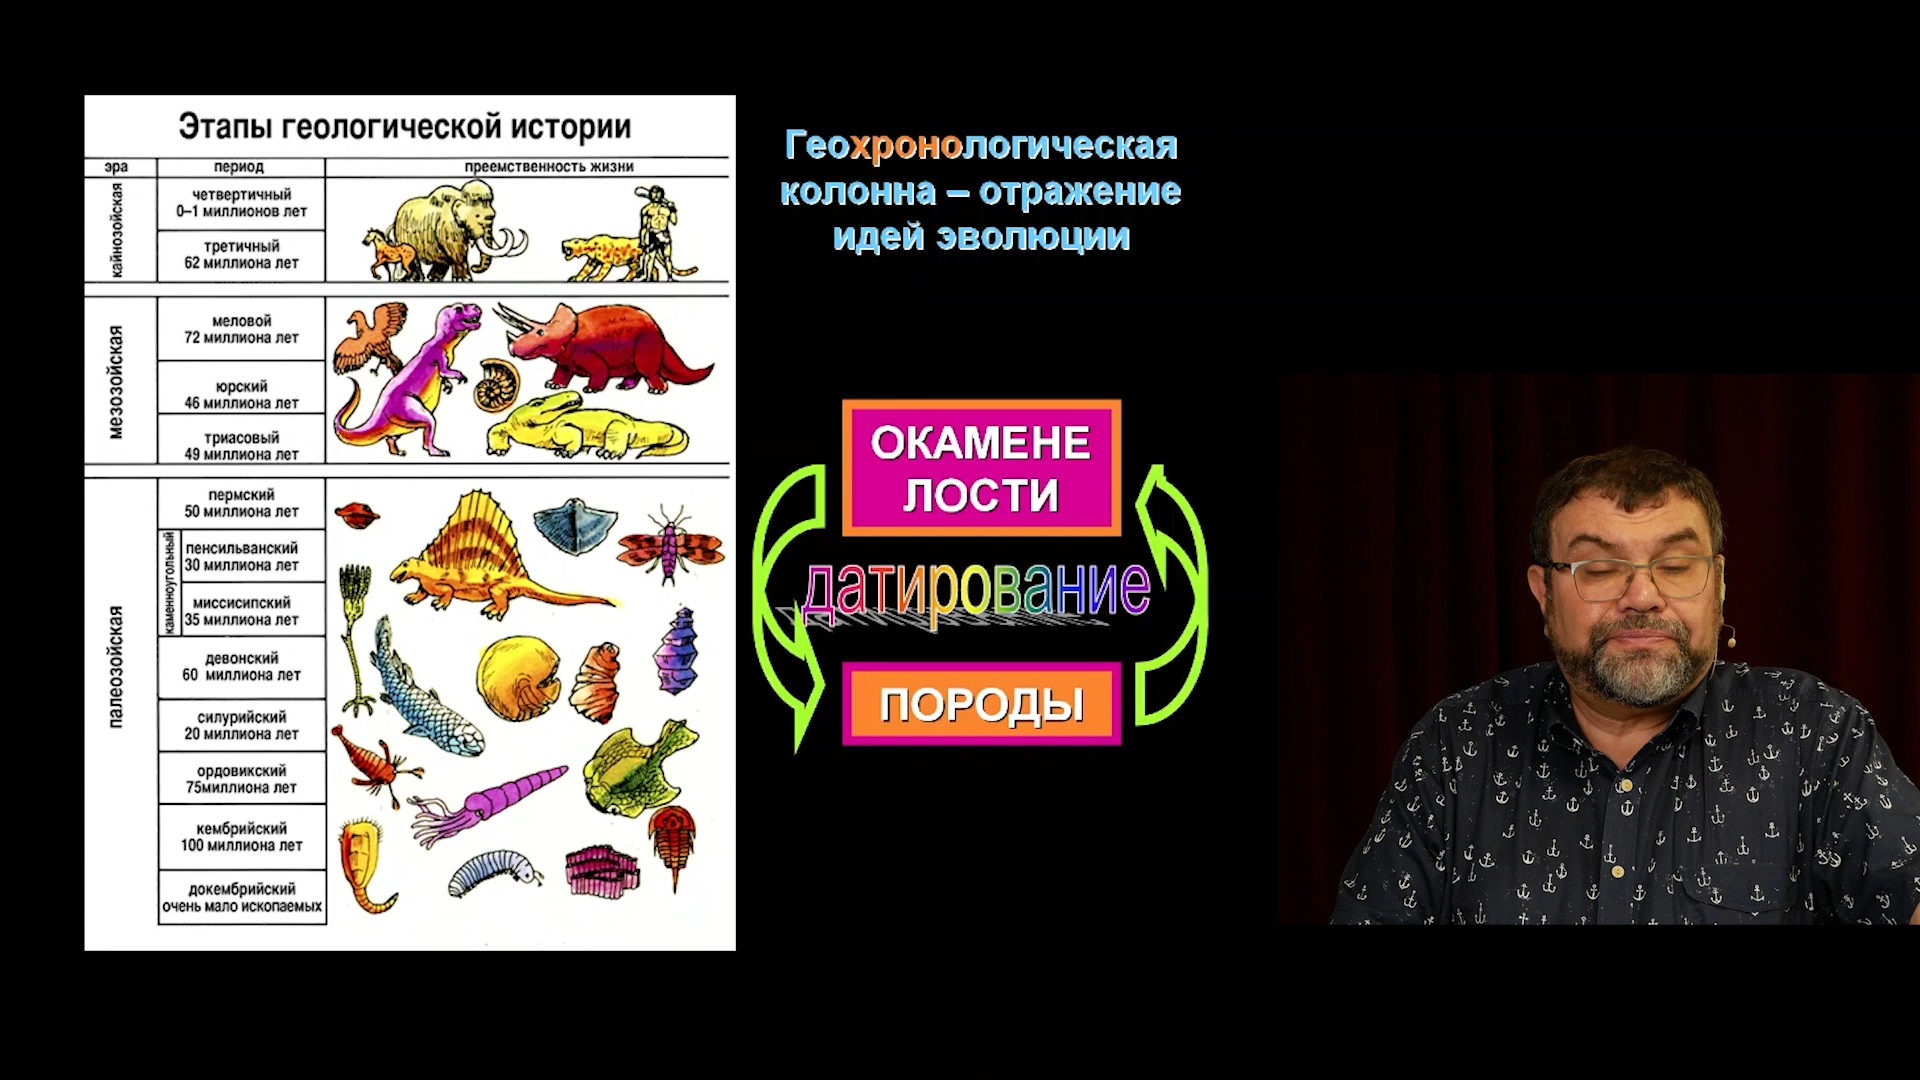 Этапы геологической истории
эра
период
преемственность жизни
кайнозойская
четвертичный
0–1 миллионов лет
третичный
62 миллиона лет
мезозойская
меловой
72 миллиона лет
юрский
46 миллиона лет
триасовый
49 миллиона лет
палеозойская
пермский
50 миллиона лет
каменноугольный
пенсильванский
30 миллиона лет
миссисипский
35 миллиона лет
девонский
60 миллиона лет
силурийский
20 миллиона лет
ордовикский
75миллиона лет
кембрийский
100 миллиона лет
докембрийский
очень мало ископаемых
Геохронологическая
колонна – отражение
идей эволюции
ОКАМЕНЕ
ЛОСТИ
датирование
ПОРОДЫ